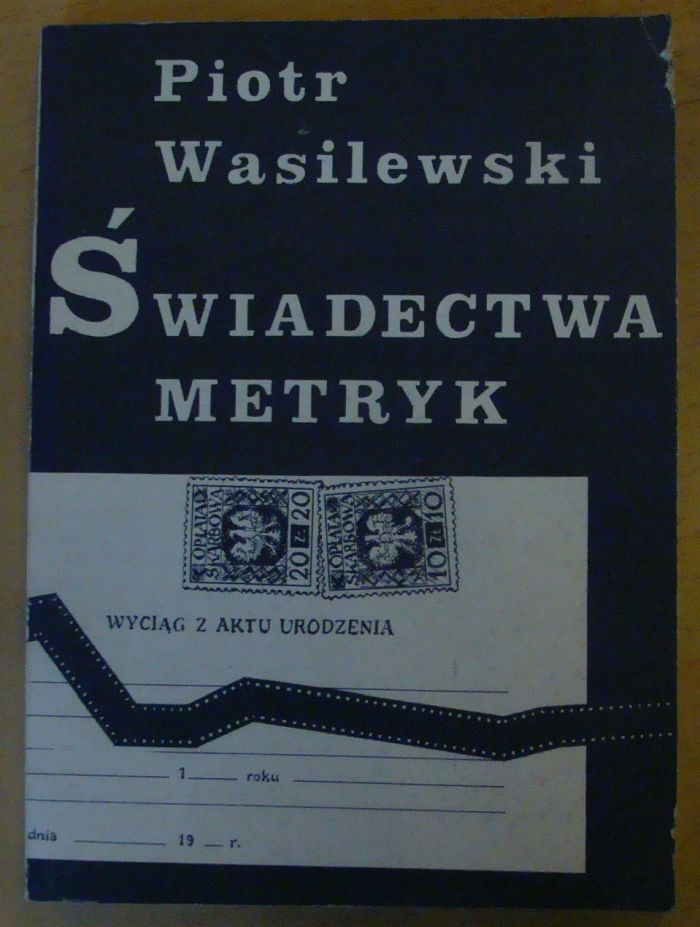 Piotr
Wasilewski
ŚWIADECTWA
METRYK
OPŁATA
SKARBOWA
20 ZŁ 20
OPŁATA
SKARBOWA
10 ZŁ 10
WYCIĄG Z AKTU URODZENIA
1 roku
dnia 19 r.